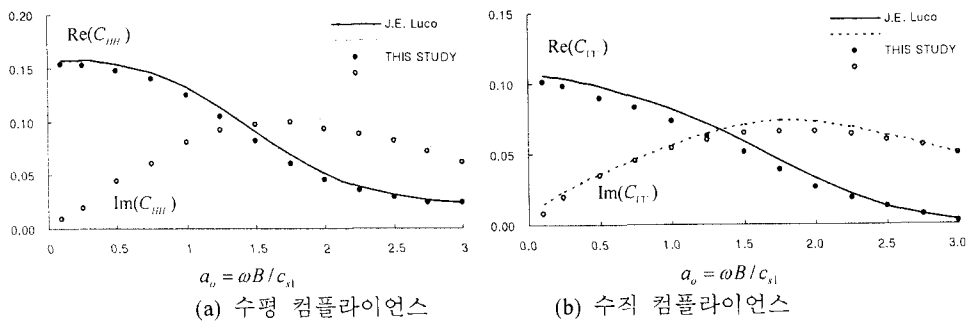 0.20
0.15
0.10
0.05
0.00
Re(C_HH)
Im(C_HH)
J.E. Luco
THIS STUDY
0 0.5 1 1.5 2 2.5 3
a_o = ωB/c_s1
(a) 수평 컴플라이언스
0.15
0.10
0.05
0.00
Re(C_VV)
Im(C_VV)
J.E. Luco
THIS STUDY
0.0 0.5 1.0 1.5 2.0 2.5 3.0
a_o = ωB/c_s1
(b) 수직 컴플라이언스